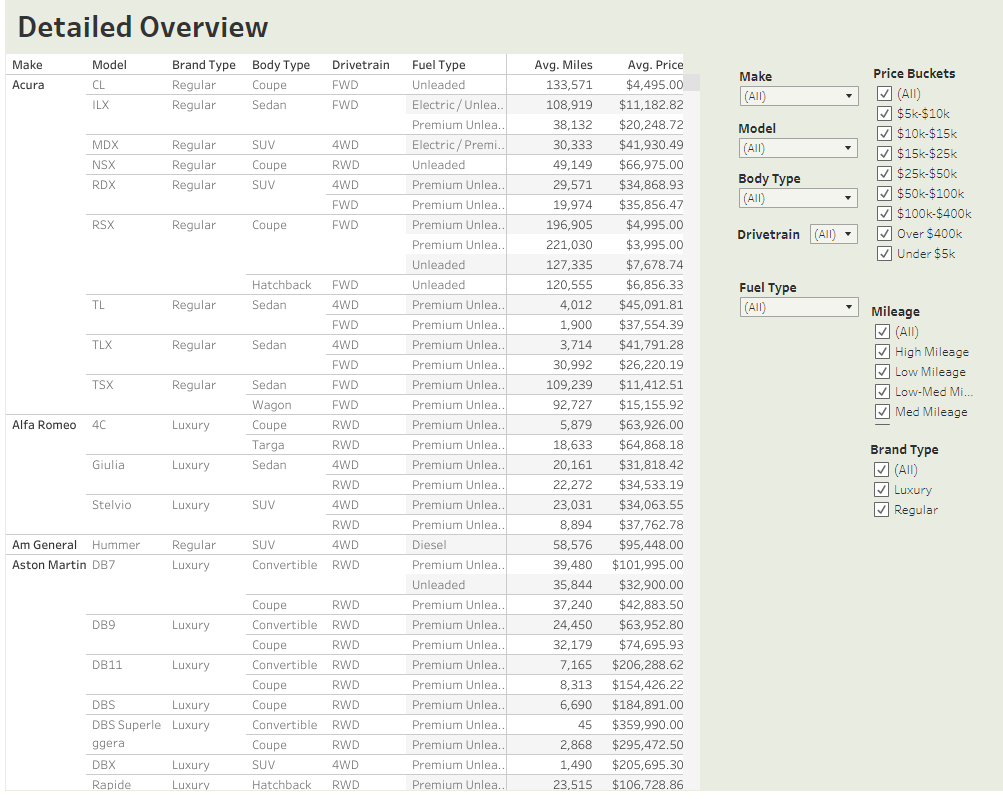 Detailed Overview
Make Model Brand Type Body Type Drivetrain Fuel Type Avg. Miles Avg. Price
Acura CL Regular Coupe FWD Unleaded 133,571 $4,495.00
ILX Regular Sedan FWD Electric / Unlea.. 108,919 $11,182.82
Premium Unlea.. 38,132 $20,248.72
MDX Regular SUV 4WD Electric / Premi.. 30,333 $41,930.49
NSX Regular Coupe RWD Unleaded 49,149 $66,975.00
RDX Regular SUV 4WD Premium Unlea.. 29,571 $34,868.93
FWD Premium Unlea.. 19,974 $35,856.47
RSX Regular Coupe FWD Premium Unlea.. 196,905 $4,995.00
Premium Unlea.. 221,030 $3,995.00
Unleaded 127,335 $7,678.74
Hatchback FWD Unleaded 120,555 $6,856.33
TL Regular Sedan 4WD Premium Unlea.. 4,012 $45,091.81
FWD Premium Unlea.. 1,900 $37,554.39
TLX Regular Sedan 4WD Premium Unlea.. 3,714 $41,791.28
FWD Premium Unlea.. 30,992 $26,220.19
TSX Regular Sedan FWD Premium Unlea.. 109,239 $11,412.51
Wagon FWD Premium Unlea.. 92,727 $15,155.92
Alfa Romeo 4C Luxury Coupe RWD Premium Unlea.. 5,879 $63,926.00
Targa RWD Premium Unlea.. 18,633 $64,868.18
Giulia Luxury Sedan 4WD Premium Unlea.. 20,161 $31,818.42
RWD Premium Unlea.. 22,272 $34,533.19
Stelvio Luxury SUV 4WD Premium Unlea.. 23,031 $34,063.55
RWD Premium Unlea.. 8,894 $37,762.78
Am General Hummer Regular SUV 4WD Diesel 58,576 $95,448.00
Aston Martin DB7 Luxury Convertible RWD Premium Unlea.. 39,480 $101,995.00
Unleaded 35,844 $32,900.00
Coupe RWD Premium Unlea.. 37,240 $42,883.50
DB9 Luxury Convertible RWD Premium Unlea.. 24,450 $63,952.80
Coupe RWD Premium Unlea.. 32,179 $74,695.93
DB11 Luxury Convertible RWD Premium Unlea.. 7,165 $206,288.62
Coupe RWD Premium Unlea.. 8,313 $154,426.22
DBS Luxury Coupe RWD Premium Unlea.. 6,690 $184,891.00
DBS Superle Luxury Convertible RWD Premium Unlea.. 45 $359,990.00
ggera Coupe RWD Premium Unlea.. 2,868 $295,472.50
DBX Luxury SUV 4WD Premium Unlea.. 1,490 $205,695.30
Rapide Luxury Hatchback RWD Premium Unlea.. 23,515 $106,728.86
Make
(All)
Model
(All)
Body Type
(All)
Drivetrain (All)
Fuel Type
(All)
Price Buckets
(All)
$5k-$10k
$10k-$15k
$15k-$25k
$25k-$50k
$50k-$100k
$100k-$400k
Over $400k
Under $5k
Mileage
(All)
High Mileage
Low Mileage
Low-Med Mi...
Med Mileage
Brand Type
(All)
Luxury
Regular